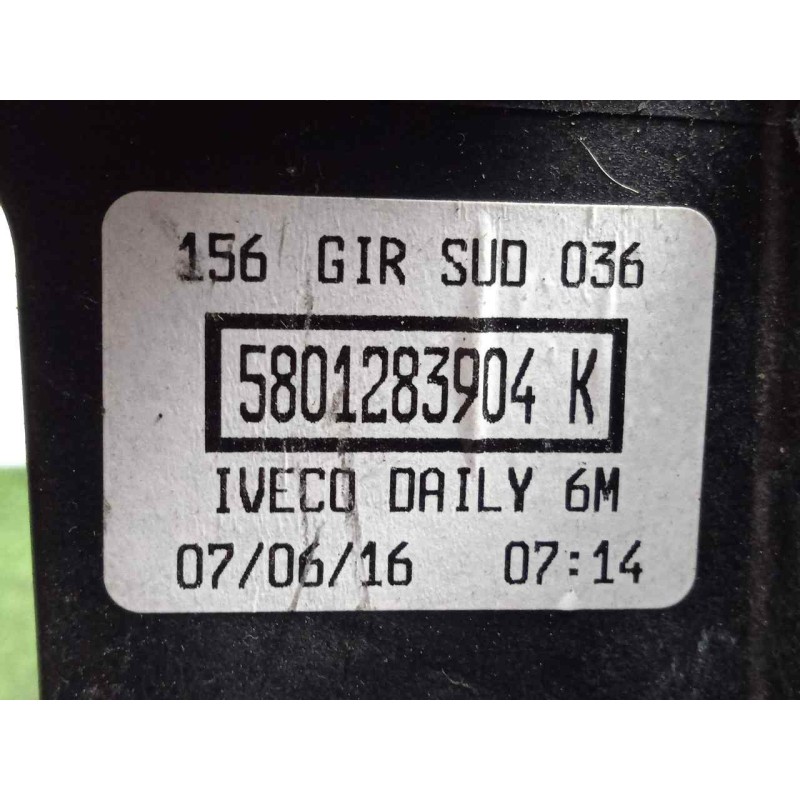 156 GIR SUD 036
5801283904 K
IVECO DAILY 6M
07/06/16 07:14